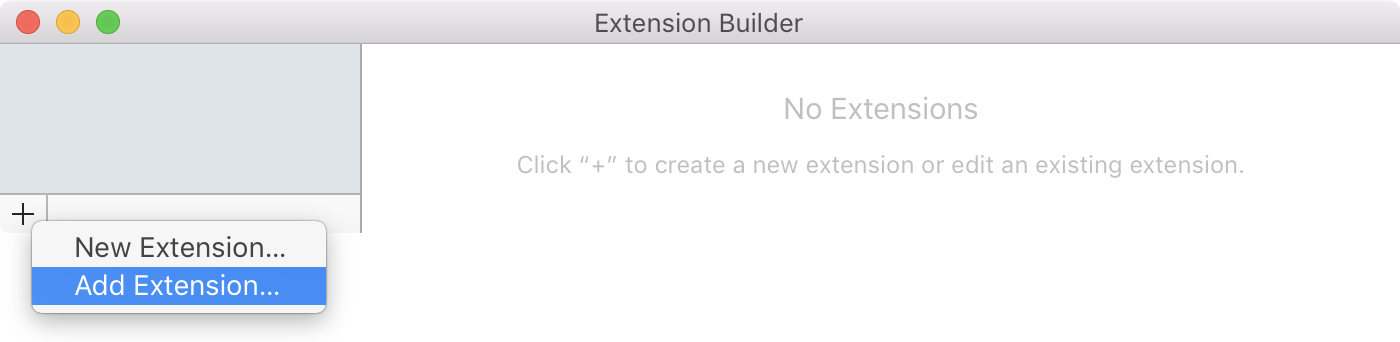 Extension Builder
No Extensions
Click “+” to create a new extension or edit an existing extension.
New Extension...
Add Extension...